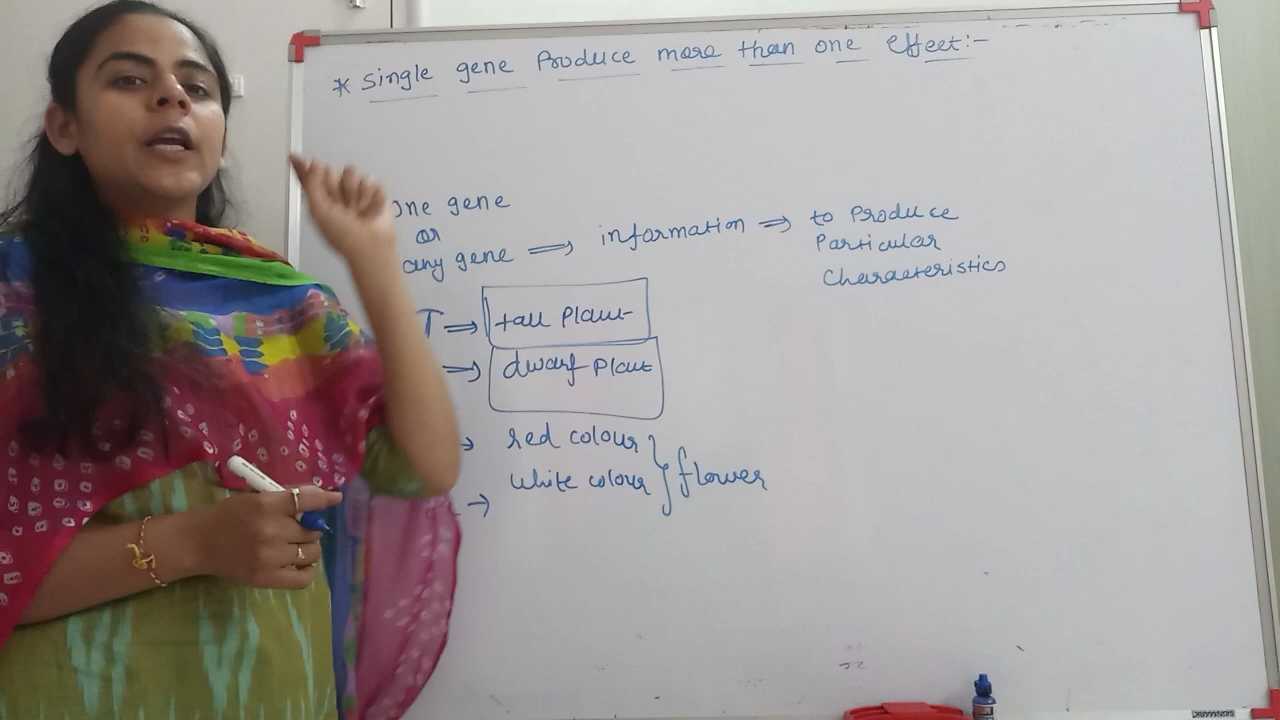 * Single gene Produce more than one effect:-
One gene
or
any gene ⇒ information ⇒ to Produce
Particular
Characteristics
T ⇒ tall Plant
⇒ dwarf Plant
→ red colour
white colour } flower
→